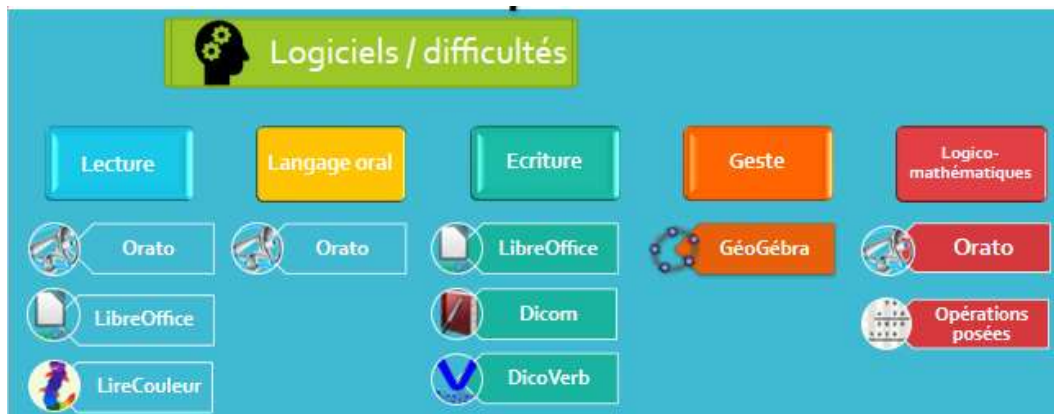 Logiciels / difficultés
Lecture
Langage oral
Ecriture
Geste
Logico-
mathématiques
Orato
Orato
LibreOffice
GéoGébra
Orato
LibreOffice
Dicom
Opérations
posées
LireCouleur
DicoVerb